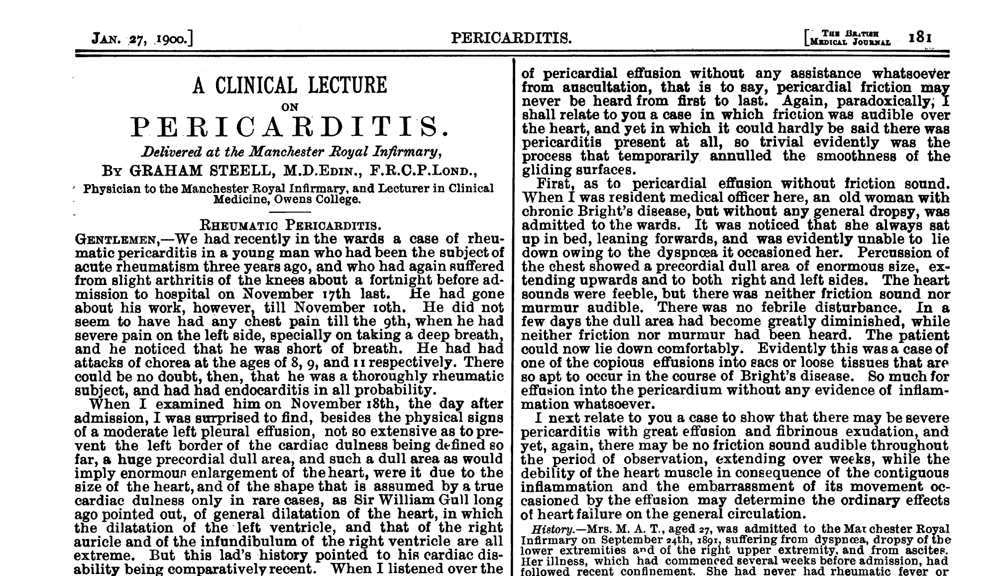 JAN. 27, 1900.]
PERICARDITIS.
[THE BRITISH MEDICAL JOURNAL 181
A CLINICAL LECTURE
ON
PERICARDITIS.
Delivered at the Manchester Royal Infirmary,
BY GRAHAM STEELL, M.D.EDIN., F.R.C.P.LOND.,
Physician to the Manchester Royal Infirmary, and Lecturer in Clinical
Medicine, Owens College.
RHEUMATIC PERICARDITIS.
GENTLEMEN,—We had recently in the wards a case of rheu-
matic pericarditis in a young man who had been the subject of
acute rheumatism three years ago, and who had again suffered
from slight arthritis of the knees about a fortnight before ad-
mission to hospital on November 17th last. He had gone
about his work, however, till November 10th. He did not
seem to have had any chest pain till the 9th, when he had
severe pain on the left side, specially on taking a deep breath,
and he noticed that he was short of breath. He had had
attacks of chorea at the ages of 8, 9, and 11 respectively. There
could be no doubt, then, that he was a thoroughly rheumatic
subject, and had had endocarditis in all probability.
When I examined him on November 18th, the day after
admission, I was surprised to find, besides the physical signs
of a moderate left pleural effusion, not so extensive as to pre-
vent the left border of the cardiac dulness being defined so
far, a huge precordial dull area, and such a dull area as would
imply enormous enlargement of the heart, were it due to the
size of the heart, and of the shape that is assumed by a true
cardiac dulness only in rare cases, as Sir William Gull long
ago pointed out, of general dilatation of the heart, in which
the dilatation of the left ventricle, and that of the right
auricle and of the infundibulum of the right ventricle are all
extreme. But this lad's history pointed to his cardiac dis-
ability being comparatively recent. When I listened over the
of pericardial effusion without any assistance whatsoever
from auscultation, that is to say, pericardial friction may
never be heard from first to last. Again, paradoxically, I
shall relate to you a case in which friction was audible over
the heart, and yet in which it could hardly be said there was
pericarditis present at all, so trivial evidently was the
process that temporarily annulled the smoothness of the
gliding surfaces.
First, as to pericardial effusion without friction sound.
When I was resident medical officer here, an old woman with
chronic Bright's disease, but without any general dropsy, was
admitted to the wards. It was noticed that she always sat
up in bed, leaning forwards, and was evidently unable to lie
down owing to the dyspnœa it occasioned her. Percussion of
the chest showed a precordial dull area of enormous size, ex-
tending upwards and to both right and left sides. The heart
sounds were feeble, but there was neither friction sound nor
murmur audible. There was no febrile disturbance. In a
few days the dull area had become greatly diminished, while
neither friction nor murmur had been heard. The patient
could now lie down comfortably. Evidently this was a case of
one of the copious effusions into sacs or loose tissues that are
so apt to occur in the course of Bright's disease. So much for
effusion into the pericardium without any evidence of inflam-
mation whatsoever.
I next relate to you a case to show that there may be severe
pericarditis with great effusion and fibrinous exudation, and
yet, again, there may be no friction sound audible throughout
the period of observation, extending over weeks, while the
debility of the heart muscle in consequence of the contiguous
inflammation and the embarrassment of its movement oc-
casioned by the effusion may determine the ordinary effects
of heart failure on the general circulation.
History.—Mrs. M. A. T., aged 27, was admitted to the Manchester Royal
Infirmary on September 24th, 1891, suffering from dyspnœa, dropsy of the
lower extremities and of the right upper extremity, and from ascites.
Her illness, which had commenced several weeks before admission, had
followed recent confinement. She had never had rheumatic fever or